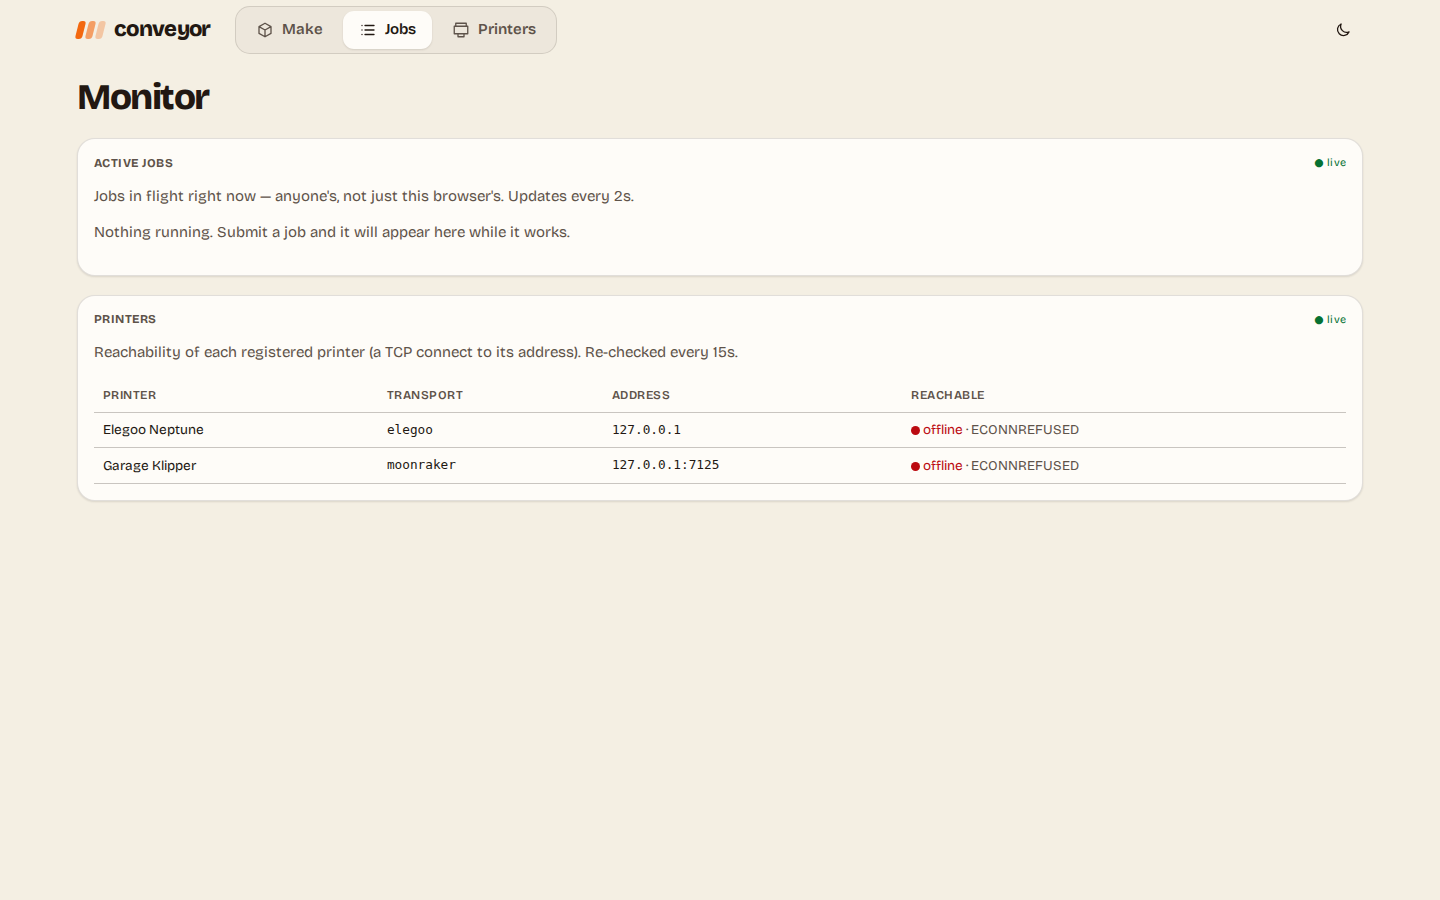 conveyor Make Jobs Printers
Monitor
ACTIVE JOBS live
Jobs in flight right now — anyone's, not just this browser's. Updates every 2s.
Nothing running. Submit a job and it will appear here while it works.
PRINTERS live
Reachability of each registered printer (a TCP connect to its address). Re-checked every 15s.
PRINTER TRANSPORT ADDRESS REACHABLE
Elegoo Neptune elegoo 127.0.0.1 offline · ECONNREFUSED
Garage Klipper moonraker 127.0.0.1:7125 offline · ECONNREFUSED